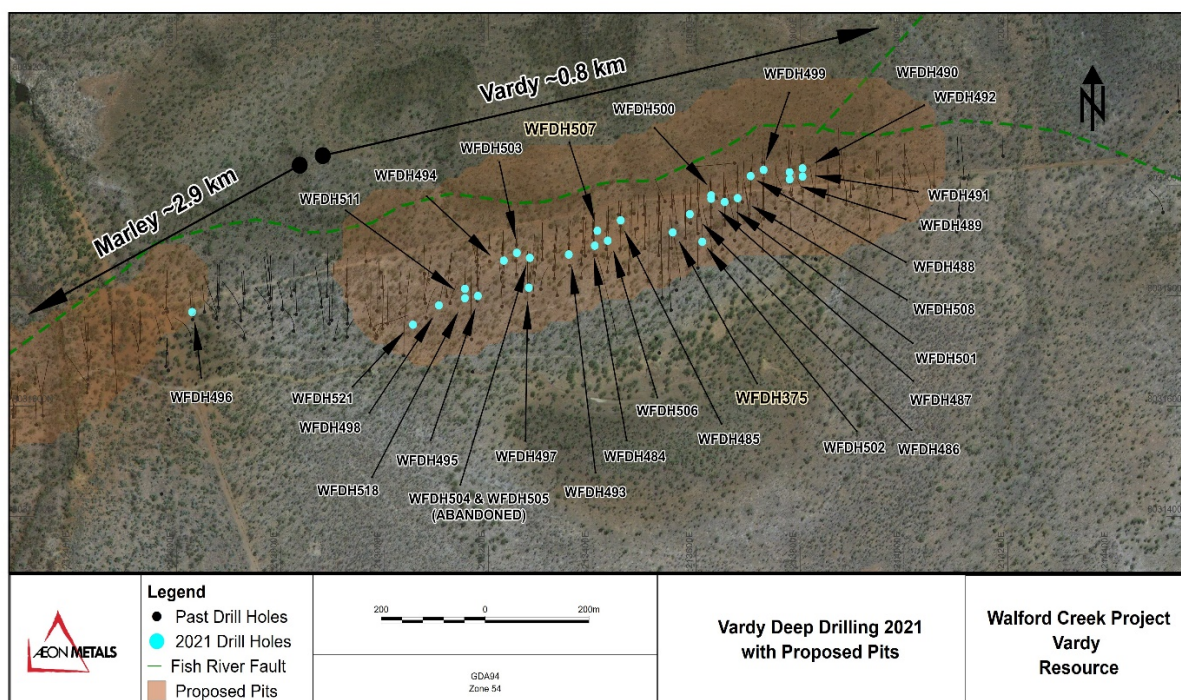 Vardy ~0.8 km
Marley ~2.9 km
WFDH499
WFDH490
WFDH500
WFDH492
WFDH507
WFDH503
WFDH494
WFDH511
WFDH491
WFDH489
WFDH488
WFDH508
WFDH501
WFDH487
WFDH486
WFDH502
WFDH375
WFDH485
WFDH506
WFDH484
WFDH493
WFDH497
WFDH504 & WFDH505
(ABANDONED)
WFDH495
WFDH518
WFDH498
WFDH521
WFDH496
N
AEON METALS
Legend
Past Drill Holes
2021 Drill Holes
Fish River Fault
Proposed Pits
200 0 200m
GDA94
Zone 54
Vardy Deep Drilling 2021
with Proposed Pits
Walford Creek Project
Vardy
Resource